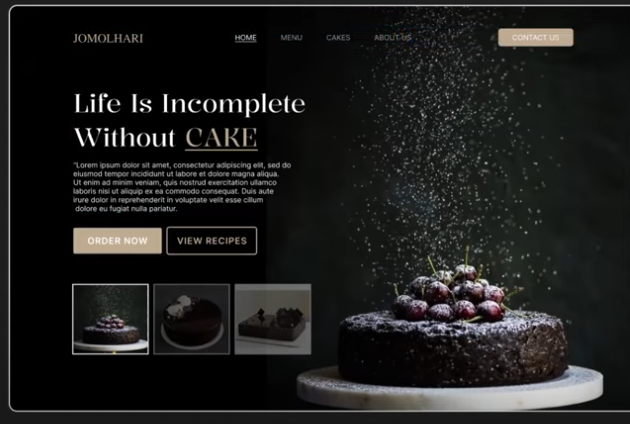 JOMOLHARI
HOME MENU CAKES ABOUT US CONTACT US
Life Is Incomplete
Without CAKE
"Lorem ipsum dolor sit amet, consectetur adipiscing elit, sed do
eiusmod tempor incididunt ut labore et dolore magna aliqua.
Ut enim ad minim veniam, quis nostrud exercitation ullamco
laboris nisi ut aliquip ex ea commodo consequat. Duis aute
irure dolor in reprehenderit in voluptate velit esse cillum
dolore eu fugiat nulla pariatur.
ORDER NOW VIEW RECIPES